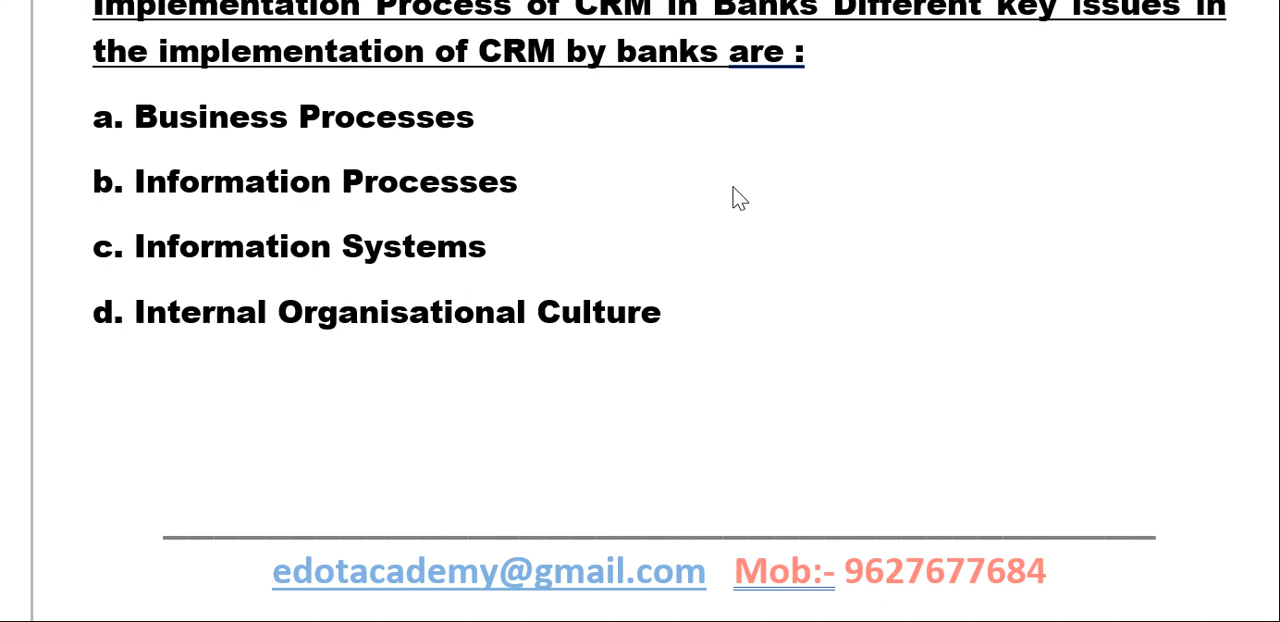 Implementation Process of CRM in Banks Different key issues in
the implementation of CRM by banks are :
a. Business Processes
b. Information Processes
c. Information Systems
d. Internal Organisational Culture
edotacademy@gmail.com Mob:- 9627677684